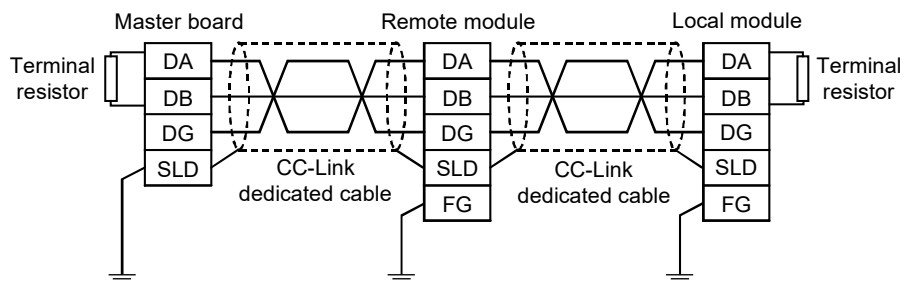 Master board
Remote module
Local module
Terminal
resistor
DA
DB
DG
SLD
CC-Link
dedicated cable
DA
DB
DG
SLD
FG
CC-Link
dedicated cable
DA
DB
DG
SLD
FG
Terminal
resistor